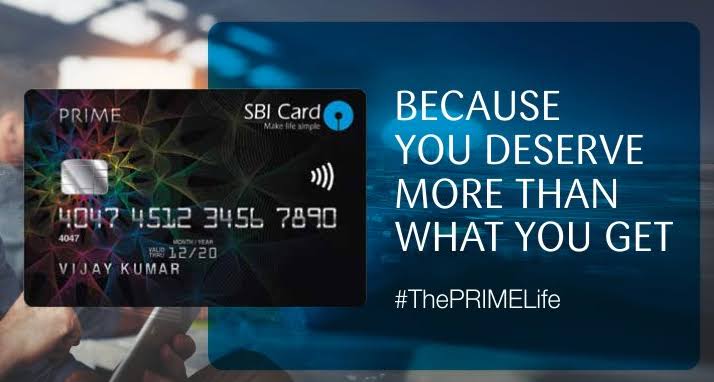 PRIME
SBI Card
Make life simple
4047 4512 3456 7890
4047
MONTH / YEAR
VALID THRU 12/20
VIJAY KUMAR
BECAUSE
YOU DESERVE
MORE THAN
WHAT YOU GET
#ThePRIMELife